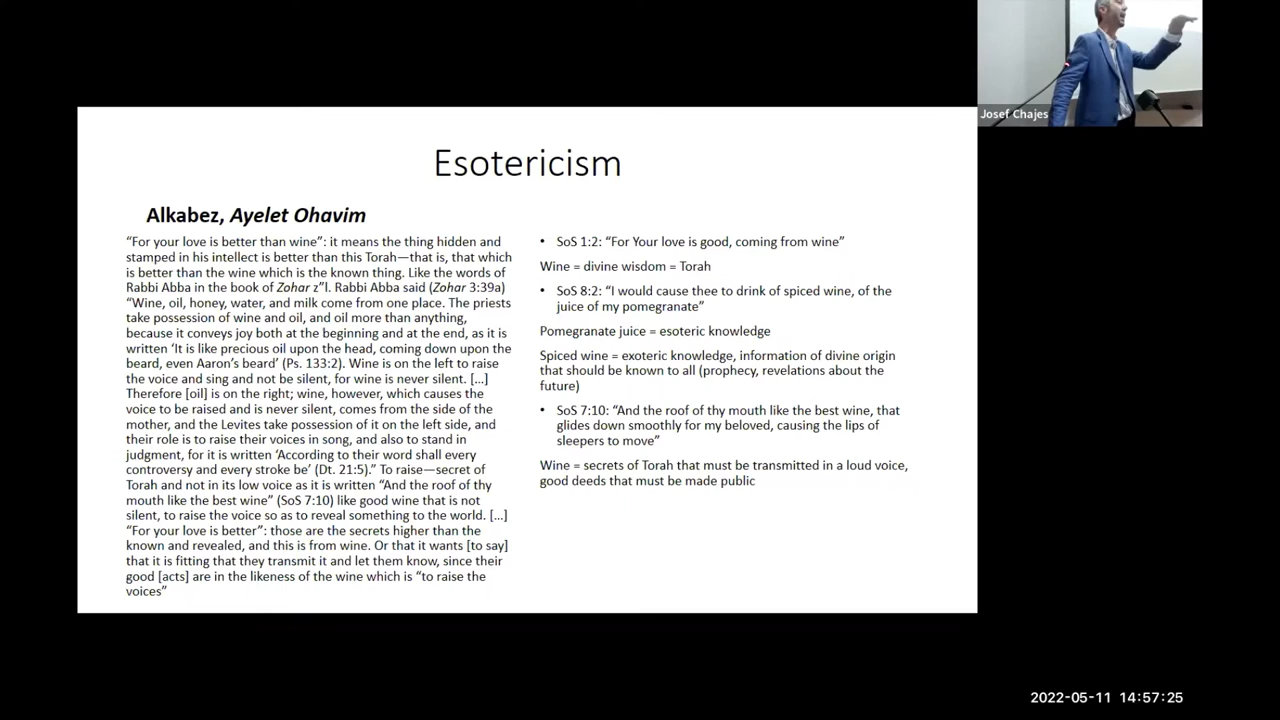 Josef Chajes
Esotericism
Alkabez, Ayelet Ohavim
“For your love is better than wine”: it means the thing hidden and
stamped in his intellect is better than this Torah—that is, that which
is better than the wine which is the known thing. Like the words of
Rabbi Abba in the book of Zohar z”l. Rabbi Abba said (Zohar 3:39a)
“Wine, oil, honey, water, and milk come from one place. The priests
take possession of wine and oil, and oil more than anything,
because it conveys joy both at the beginning and at the end, as it is
written ‘It is like precious oil upon the head, coming down upon the
beard, even Aaron’s beard’ (Ps. 133:2). Wine is on the left to raise
the voice and sing and not be silent, for wine is never silent. […]
Therefore [oil] is on the right; wine, however, which causes the
voice to be raised and is never silent, comes from the side of the
mother, and the Levites take possession of it on the left side, and
their role is to raise their voices in song, and also to stand in
judgment, for it is written ‘According to their word shall every
controversy and every stroke be’ (Dt. 21:5).” To raise—secret of
Torah and not in its low voice as it is written “And the roof of thy
mouth like the best wine” (SoS 7:10) like good wine that is not
silent, to raise the voice so as to reveal something to the world. […]
“For your love is better”: those are the secrets higher than the
known and revealed, and this is from wine. Or that it wants [to say]
that it is fitting that they transmit it and let them know, since their
good [acts] are in the likeness of the wine which is “to raise the
voices”
• SoS 1:2: “For Your love is good, coming from wine”
Wine = divine wisdom = Torah
• SoS 8:2: “I would cause thee to drink of spiced wine, of the
juice of my pomegranate”
Pomegranate juice = esoteric knowledge
Spiced wine = exoteric knowledge, information of divine origin
that should be known to all (prophecy, revelations about the
future)
• SoS 7:10: “And the roof of thy mouth like the best wine, that
glides down smoothly for my beloved, causing the lips of
sleepers to move”
Wine = secrets of Torah that must be transmitted in a loud voice,
good deeds that must be made public
2022-05-11 14:57:25